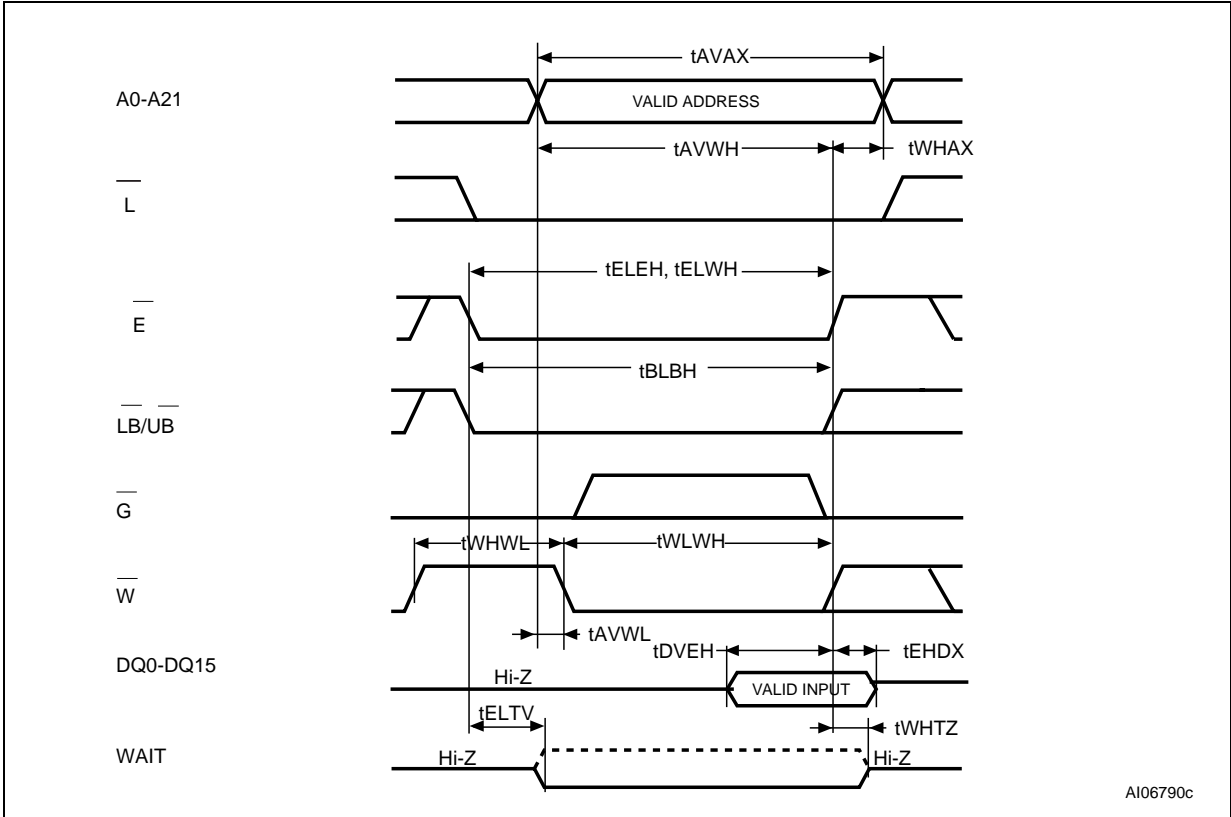 tAVAX
A0-A21
VALID ADDRESS
tAVWH
tWHAX
L
tELEH, tELWH
E
tBLBH
LB/UB
G
tWHWL
tWLWH
W
tAVWL
tDVEH
tEHDX
DQ0-DQ15
Hi-Z
VALID INPUT
tELTV
tWHTZ
WAIT
Hi-Z
Hi-Z
AI06790c